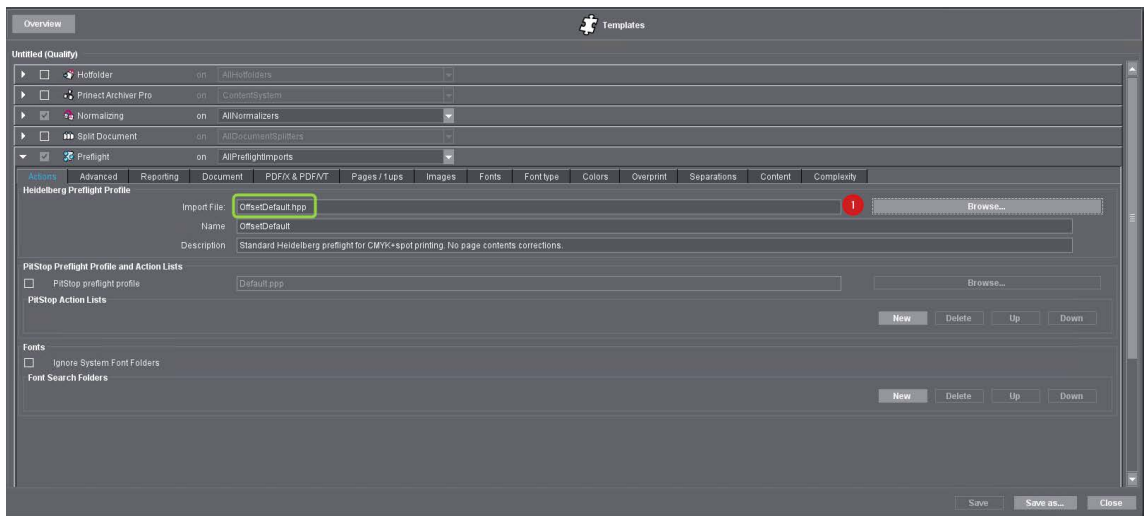 Overview
Templates
Untitled (Qualify)
Hotfolder on AllHotfolders
Prinect Archiver Pro on ContentSystem
Normalizing on AllNormalizers
Split Document on AllDocumentSplitters
Preflight on AllPreflightImports
Actions Advanced Reporting Document PDF/X & PDF/VT Pages / 1ups Images Fonts Fonttype Colors Overprint Separations Content Complexity
Heidelberg Preflight Profile
Import File: OffsetDefault.hpp 1 Browse...
Name OffsetDefault
Description Standard Heidelberg preflight for CMYK+spot printing. No page contents corrections.
PitStop Preflight Profile and Action Lists
PitStop preflight profile Default.ppp Browse...
PitStop Action Lists
New Delete Up Down
Fonts
Ignore System Font Folders
Font Search Folders
New Delete Up Down
Save Save as... Close